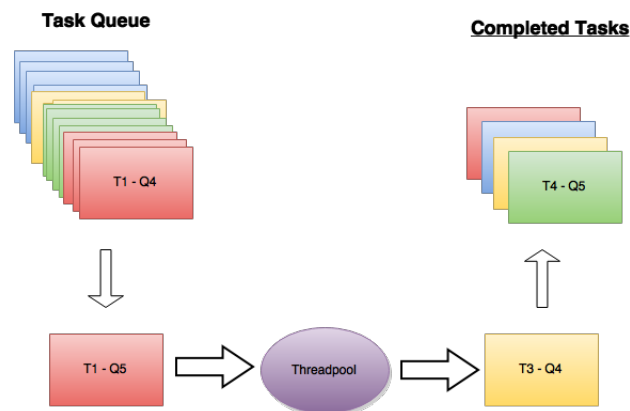 Task Queue
Completed Tasks
T1 - Q4
T4 - Q5
T1 - Q5
Threadpool
T3 - Q4